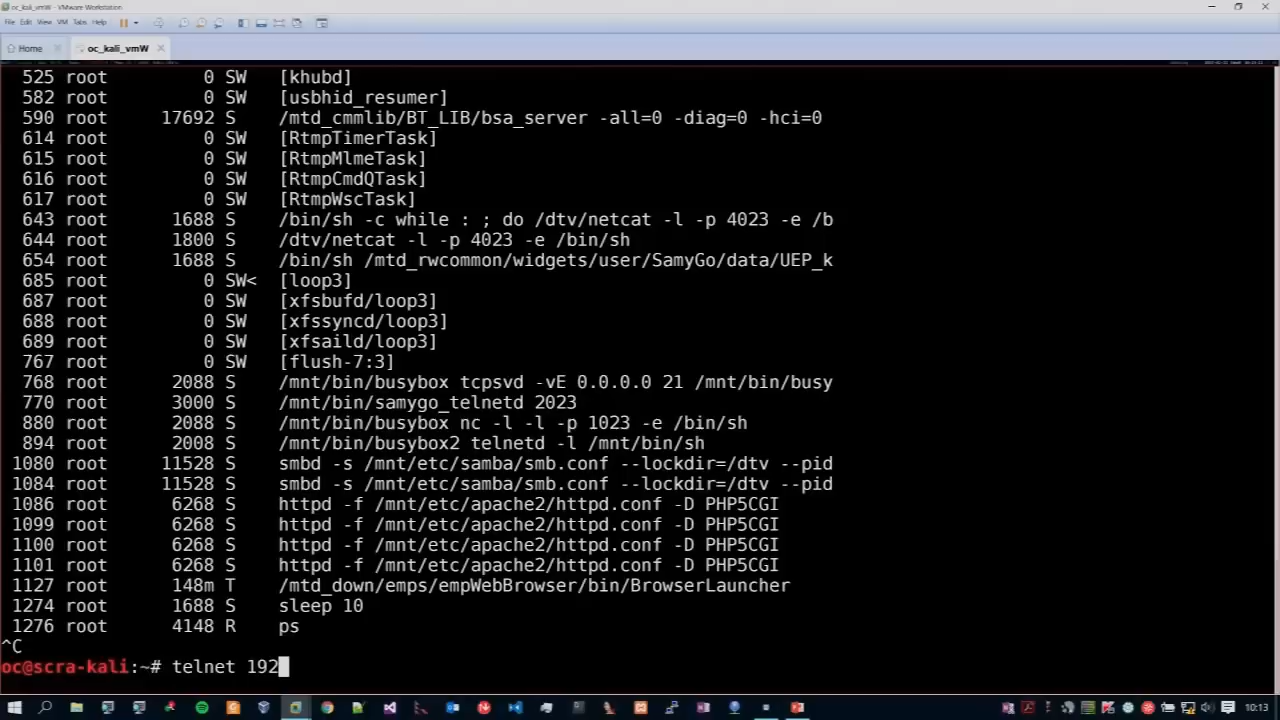 oc_kali_vmW - VMware Workstation
File Edit View VM Tabs Help
Home
oc_kali_vmW
525 root 0 SW [khubd]
582 root 0 SW [usbhid_resumer]
590 root 17692 S /mtd_cmmlib/BT_LIB/bsa_server -all=0 -diag=0 -hci=0
614 root 0 SW [RtmpTimerTask]
615 root 0 SW [RtmpMlmeTask]
616 root 0 SW [RtmpCmdQTask]
617 root 0 SW [RtmpWscTask]
643 root 1688 S /bin/sh -c while : ; do /dtv/netcat -l -p 4023 -e /b
644 root 1800 S /dtv/netcat -l -p 4023 -e /bin/sh
654 root 1688 S /bin/sh /mtd_rwcommon/widgets/user/SamyGo/data/UEP_k
685 root 0 SW< [loop3]
687 root 0 SW [xfsbufd/loop3]
688 root 0 SW [xfssyncd/loop3]
689 root 0 SW [xfsaild/loop3]
767 root 0 SW [flush-7:3]
768 root 2088 S /mnt/bin/busybox tcpsvd -vE 0.0.0.0 21 /mnt/bin/busy
770 root 3000 S /mnt/bin/samygo_telnetd 2023
880 root 2088 S /mnt/bin/busybox nc -l -l -p 1023 -e /bin/sh
894 root 2008 S /mnt/bin/busybox2 telnetd -l /mnt/bin/sh
1080 root 11528 S smbd -s /mnt/etc/samba/smb.conf --lockdir=/dtv --pid
1084 root 11528 S smbd -s /mnt/etc/samba/smb.conf --lockdir=/dtv --pid
1086 root 6268 S httpd -f /mnt/etc/apache2/httpd.conf -D PHP5CGI
1099 root 6268 S httpd -f /mnt/etc/apache2/httpd.conf -D PHP5CGI
1100 root 6268 S httpd -f /mnt/etc/apache2/httpd.conf -D PHP5CGI
1101 root 6268 S httpd -f /mnt/etc/apache2/httpd.conf -D PHP5CGI
1127 root 148m T /mtd_down/emps/empWebBrowser/bin/BrowserLauncher
1274 root 1688 S sleep 10
1276 root 4148 R ps
^C
oc@scra-kali:~# telnet 192
10:13